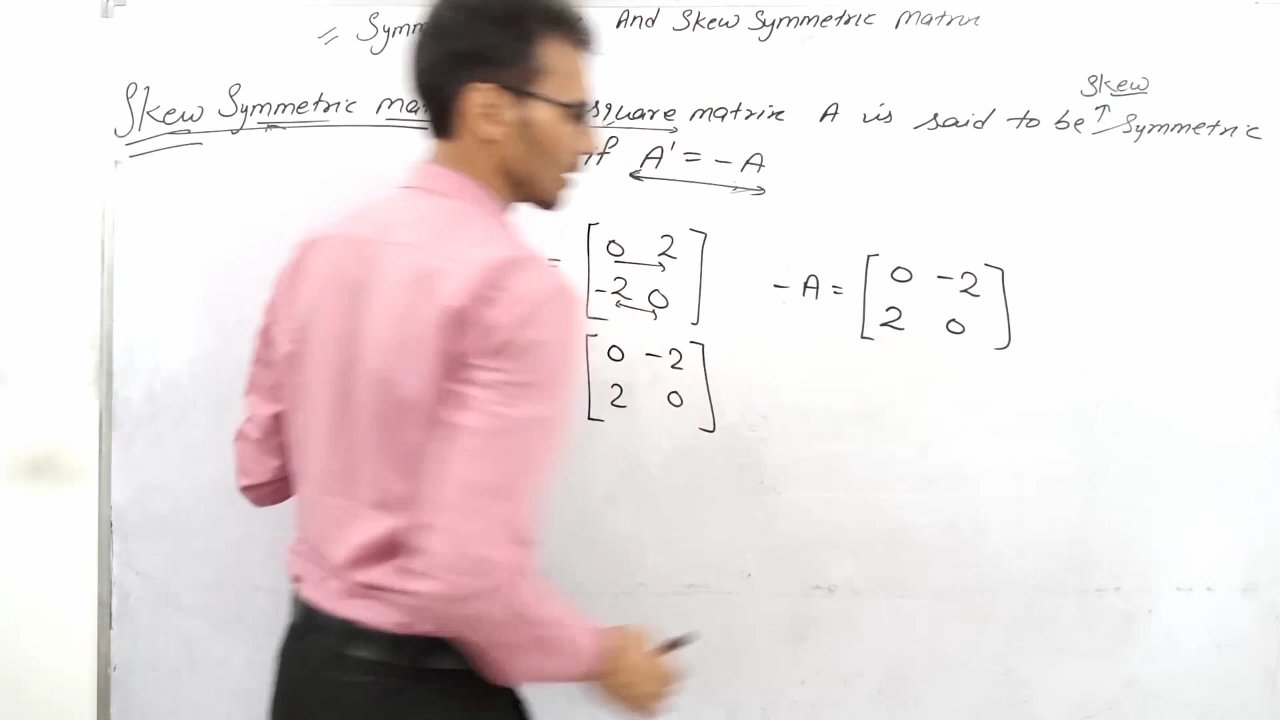 = Symm And Skew Symmetric Matrix
Skew
Skew Symmetric mat square matrix A is said to be ↑ Symmetric
if A' = - A
= [0 2
-2 0]
- A = [0 -2
2 0]
[0 -2
2 0]